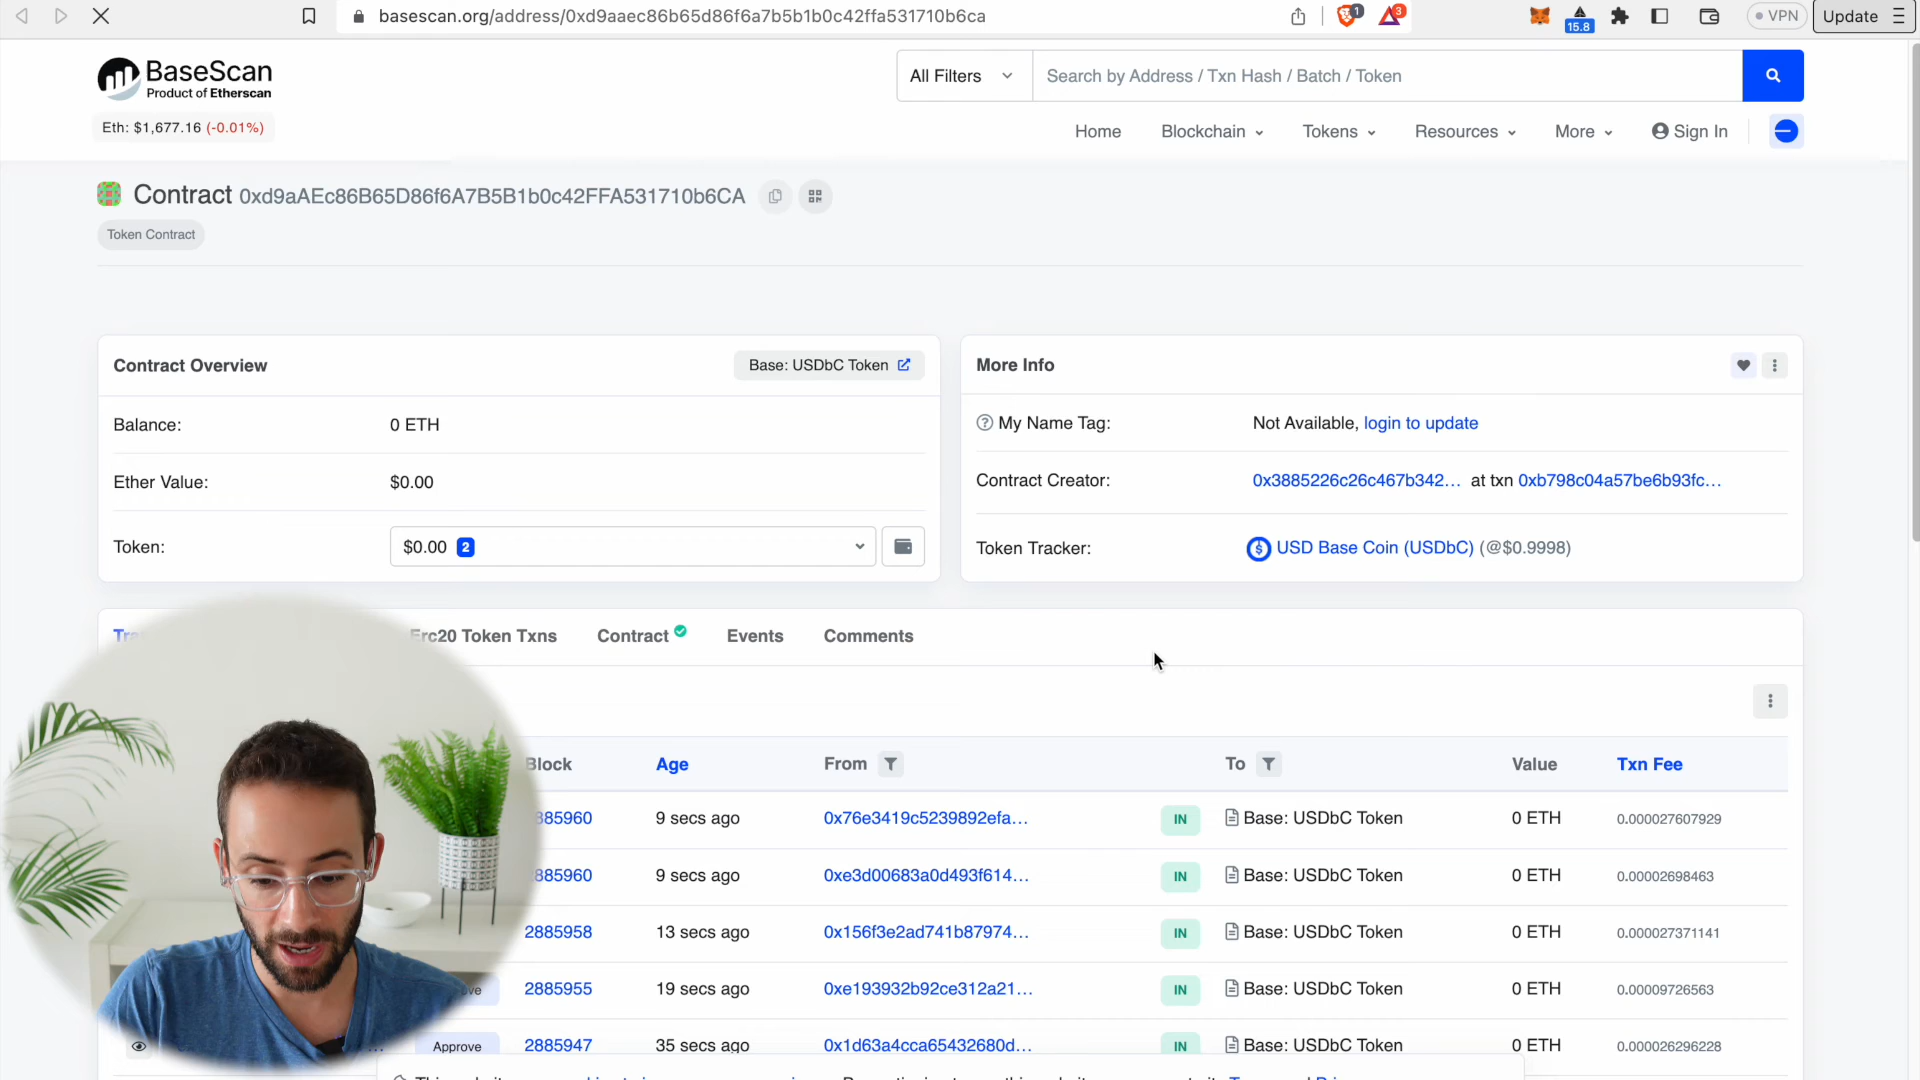 basescan.org/address/0xd9aaec86b65d86f6a7b5b1b0c42ffa531710b6ca
1
3
15.8
VPN
Update
BaseScan
Product of Etherscan
All Filters
Search by Address / Txn Hash / Batch / Token
Eth: $1,677.16 (-0.01%)
Home
Blockchain
Tokens
Resources
More
Sign In
Contract 0xd9aAEc86B65D86f6A7B5B1b0c42FFA531710b6CA
Token Contract
Contract Overview
Base: USDbC Token
Balance:
0 ETH
Ether Value:
$0.00
Token:
$0.00 2
More Info
My Name Tag:
Not Available, login to update
Contract Creator:
0x3885226c26c467b342... at txn 0xb798c04a57be6b93fc...
Token Tracker:
USD Base Coin (USDbC) (@$0.9998)
Erc20 Token Txns
Contract
Events
Comments
Block
Age
From
To
Value
Txn Fee
885960 9 secs ago 0x76e3419c5239892efa... IN Base: USDbC Token 0 ETH 0.000027607929
885960 9 secs ago 0xe3d00683a0d493f614... IN Base: USDbC Token 0 ETH 0.00002698463
2885958 13 secs ago 0x156f3e2ad741b87974... IN Base: USDbC Token 0 ETH 0.000027371141
2885955 19 secs ago 0xe193932b92ce312a21... IN Base: USDbC Token 0 ETH 0.00009726563
Approve 2885947 35 secs ago 0x1d63a4cca65432680d... IN Base: USDbC Token 0 ETH 0.000026296228